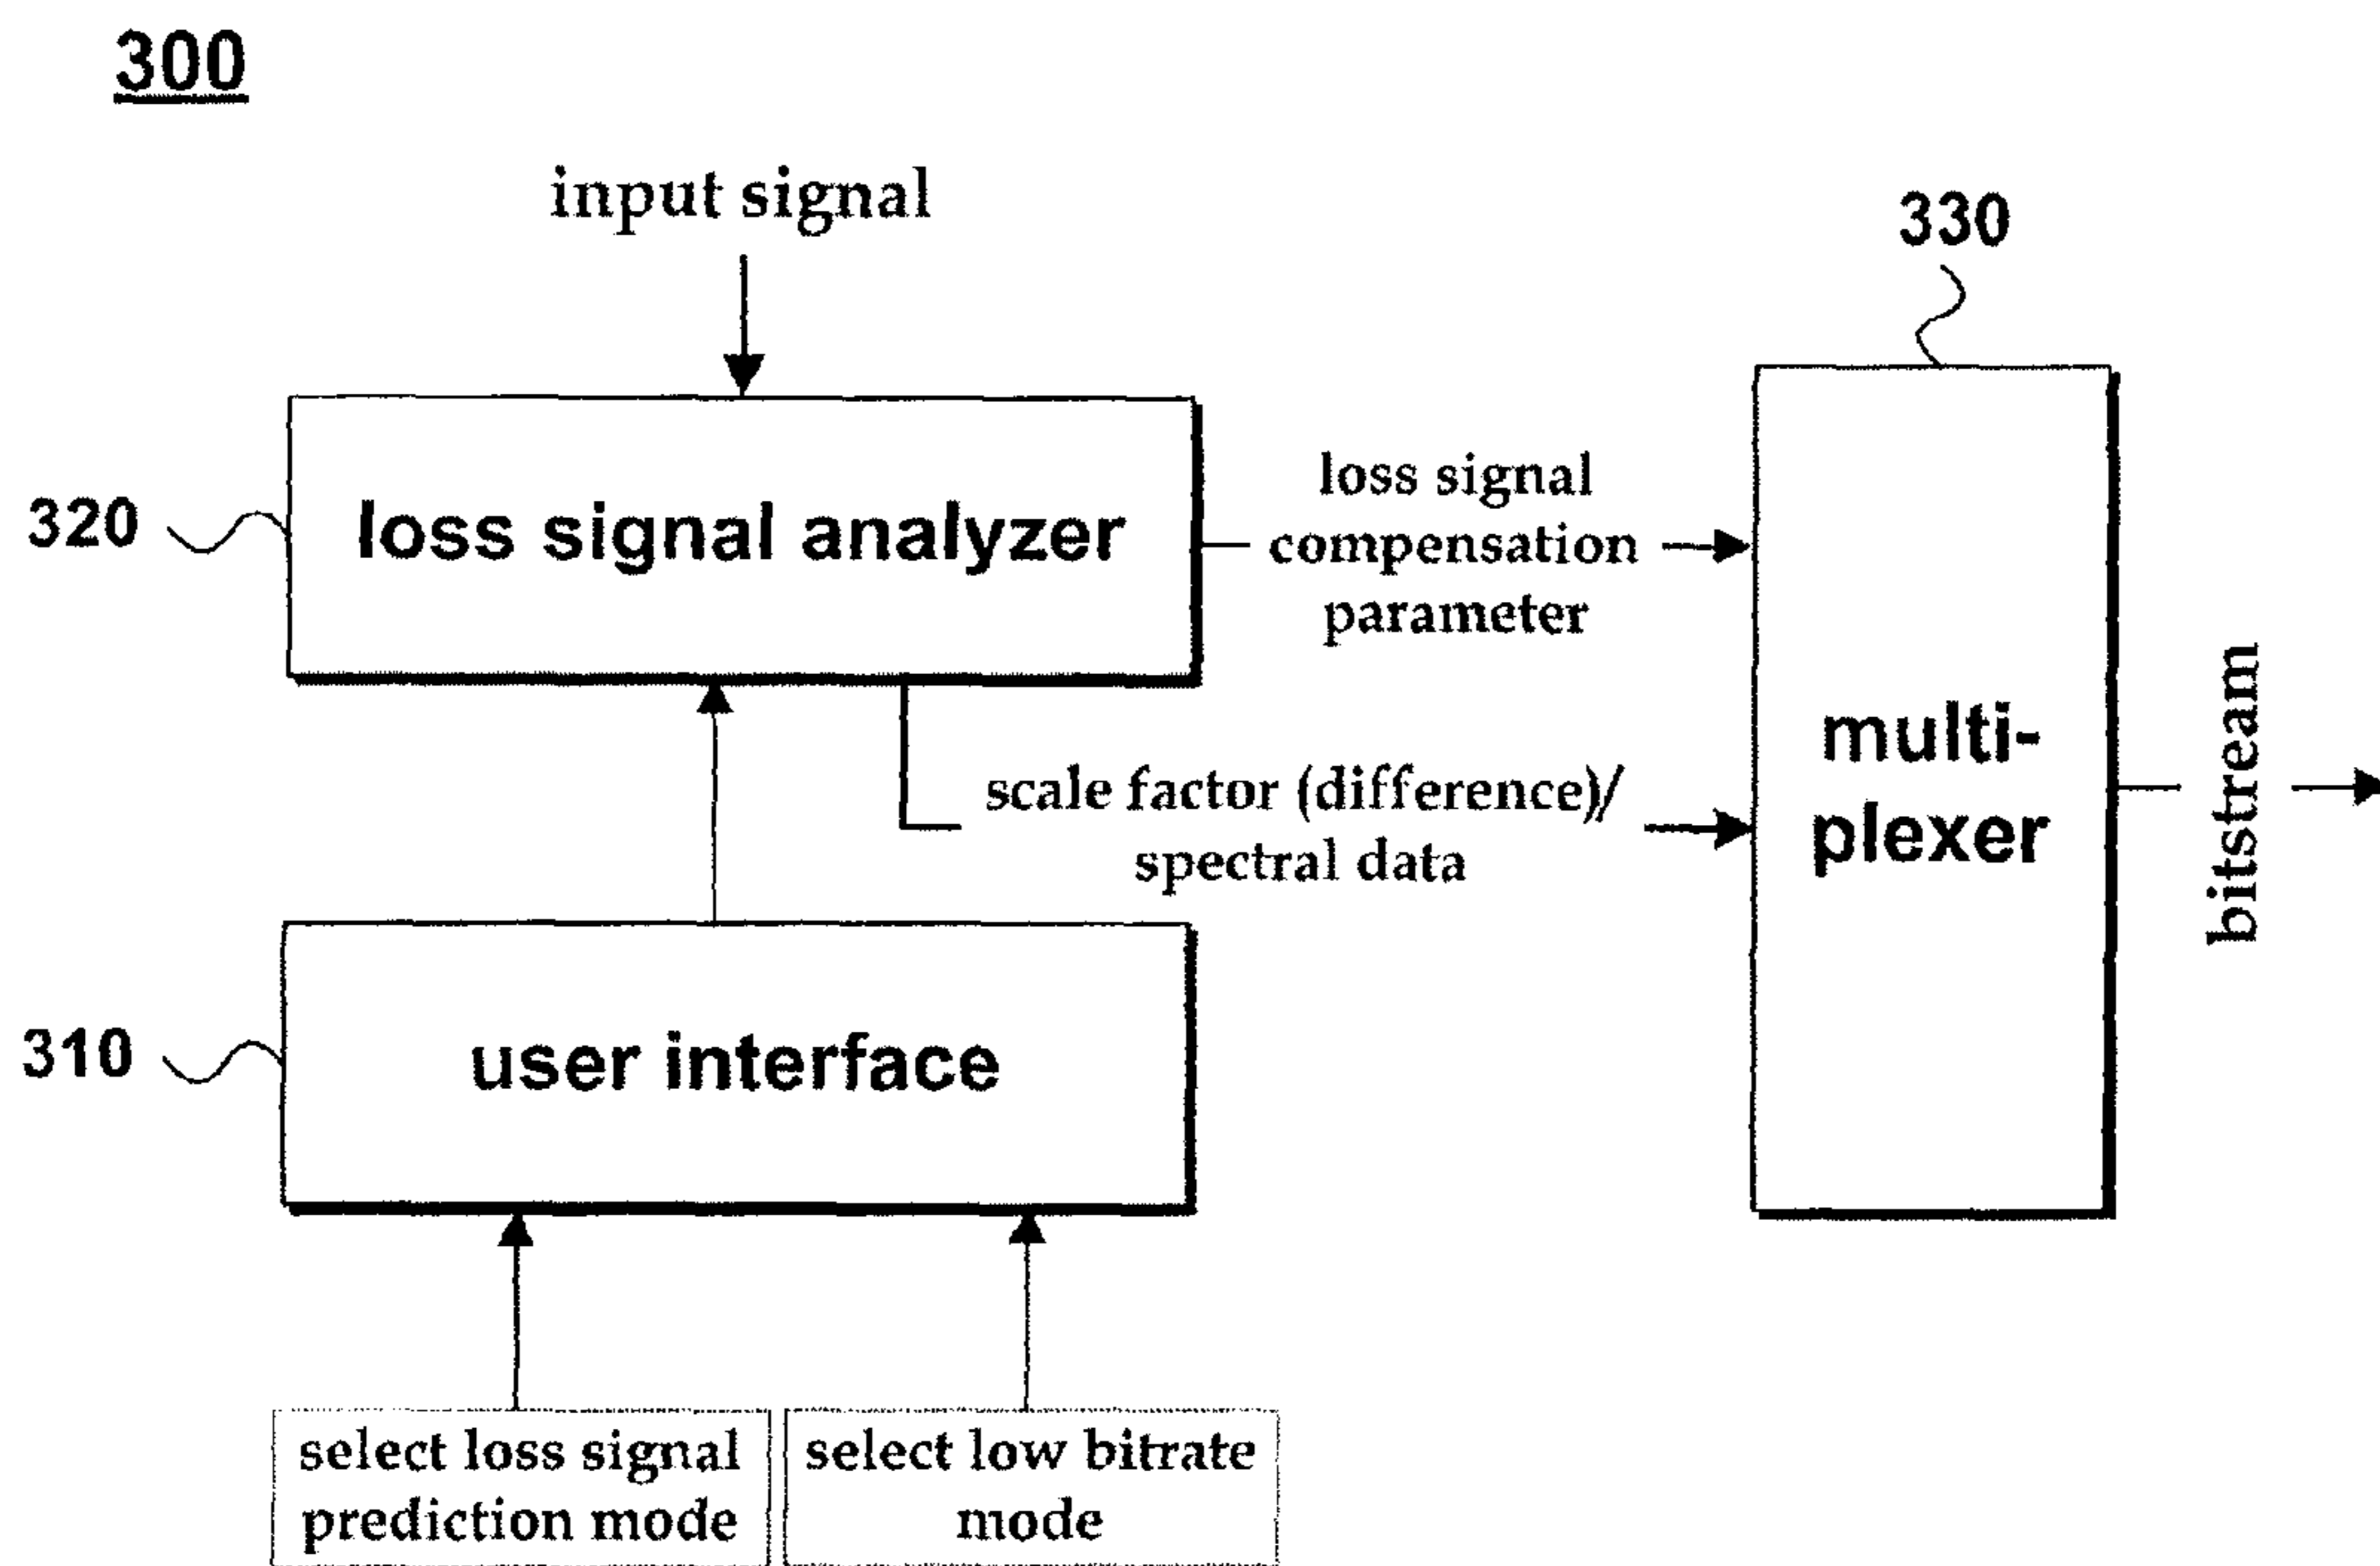 300
input signal
330
320
loss signal analyzer
loss signal
compensation
parameter
multi-
plexer
bitstream
scale factor (difference)/
spectral data
310
user interface
select loss signal
prediction mode
select low bitrate
mode